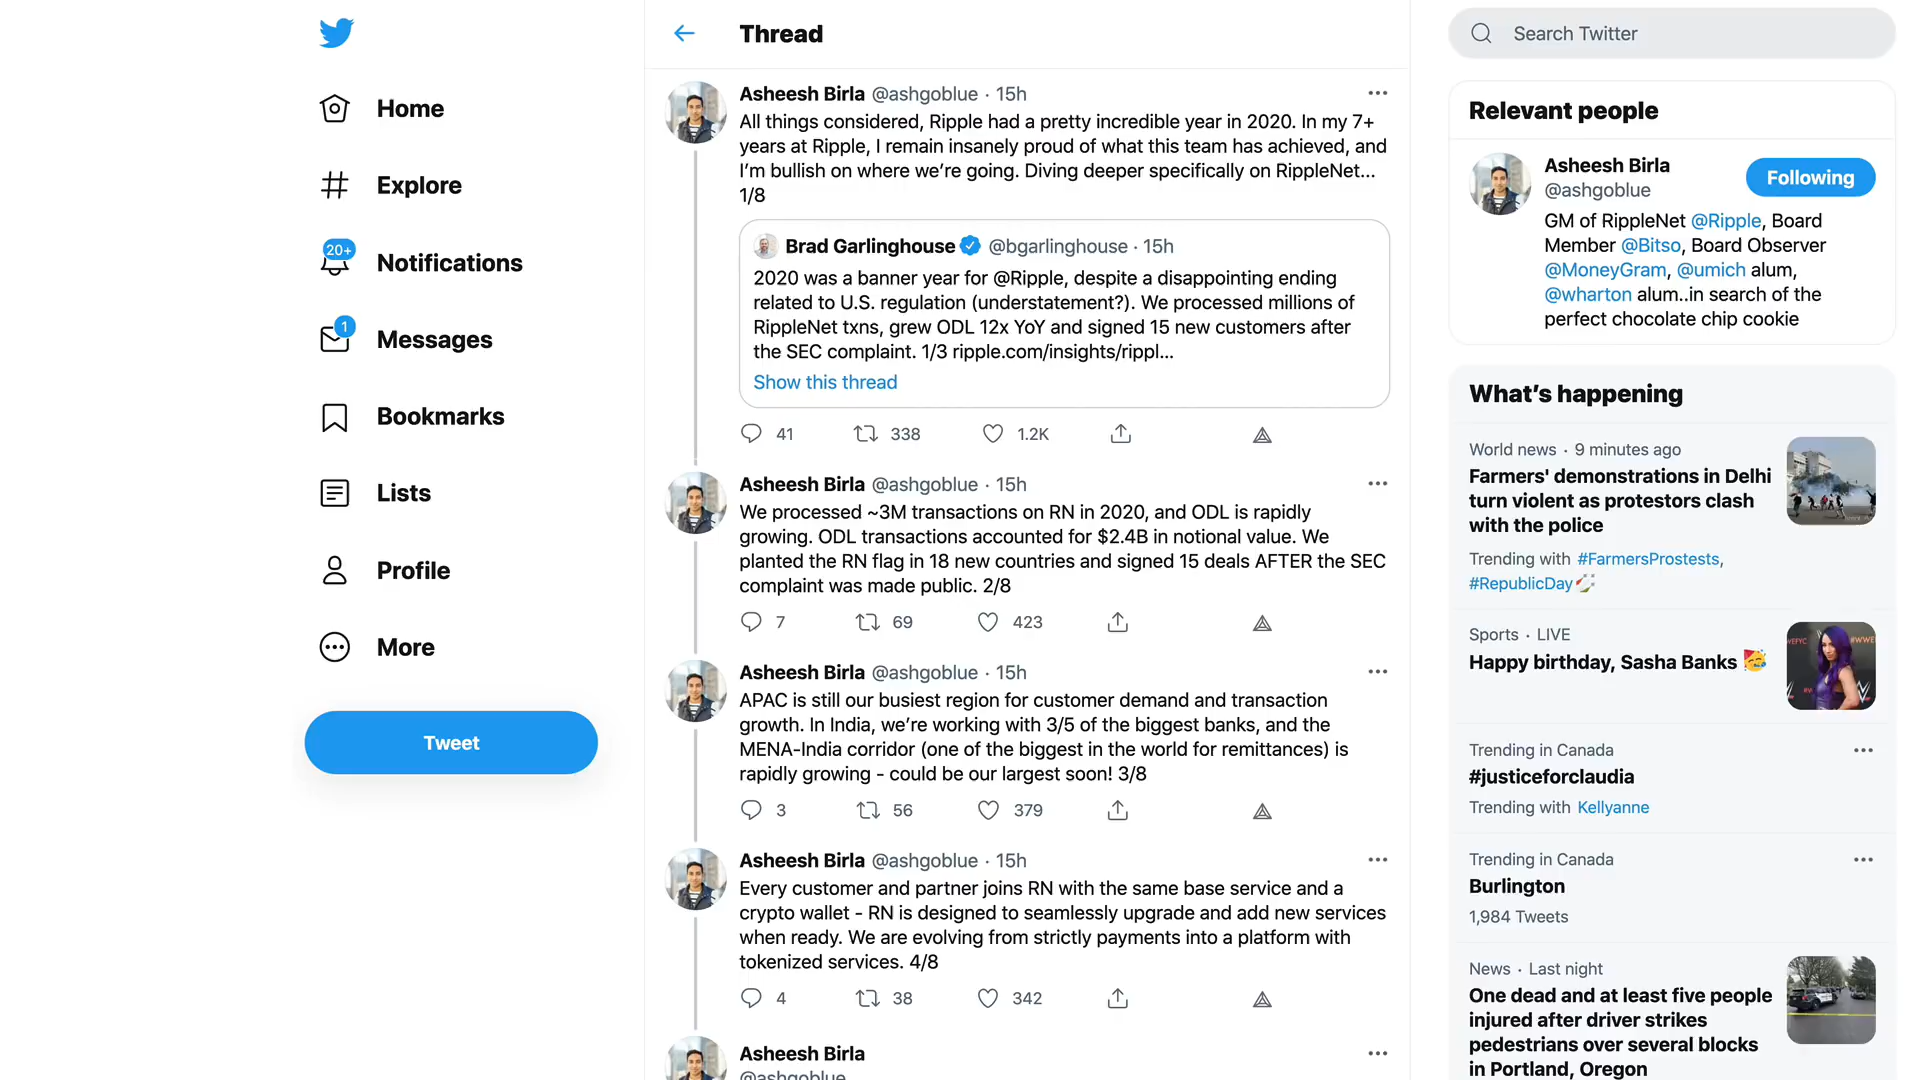 Home
Explore
20+
Notifications
1
Messages
Bookmarks
Lists
Profile
More
Tweet
Thread
Asheesh Birla @ashgoblue · 15h
All things considered, Ripple had a pretty incredible year in 2020. In my 7+
years at Ripple, I remain insanely proud of what this team has achieved, and
I'm bullish on where we're going. Diving deeper specifically on RippleNet...
1/8
Brad Garlinghouse @bgarlinghouse · 15h
2020 was a banner year for @Ripple, despite a disappointing ending
related to U.S. regulation (understatement?). We processed millions of
RippleNet txns, grew ODL 12x YoY and signed 15 new customers after
the SEC complaint. 1/3 ripple.com/insights/rippl...
Show this thread
41 338 1.2K
Asheesh Birla @ashgoblue · 15h
We processed ~3M transactions on RN in 2020, and ODL is rapidly
growing. ODL transactions accounted for $2.4B in notional value. We
planted the RN flag in 18 new countries and signed 15 deals AFTER the SEC
complaint was made public. 2/8
7 69 423
Asheesh Birla @ashgoblue · 15h
APAC is still our busiest region for customer demand and transaction
growth. In India, we're working with 3/5 of the biggest banks, and the
MENA-India corridor (one of the biggest in the world for remittances) is
rapidly growing - could be our largest soon! 3/8
3 56 379
Asheesh Birla @ashgoblue · 15h
Every customer and partner joins RN with the same base service and a
crypto wallet - RN is designed to seamlessly upgrade and add new services
when ready. We are evolving from strictly payments into a platform with
tokenized services. 4/8
4 38 342
Asheesh Birla
@ashgoblue
Search Twitter
Relevant people
Asheesh Birla
@ashgoblue
Following
GM of RippleNet @Ripple, Board
Member @Bitso, Board Observer
@MoneyGram, @umich alum,
@wharton alum..in search of the
perfect chocolate chip cookie
What's happening
World news · 9 minutes ago
Farmers' demonstrations in Delhi
turn violent as protestors clash
with the police
Trending with #FarmersProstests,
#RepublicDay
Sports · LIVE
Happy birthday, Sasha Banks
Trending in Canada
#justiceforclaudia
Trending with Kellyanne
Trending in Canada
Burlington
1,984 Tweets
News · Last night
One dead and at least five people
injured after driver strikes
pedestrians over several blocks
in Portland, Oregon